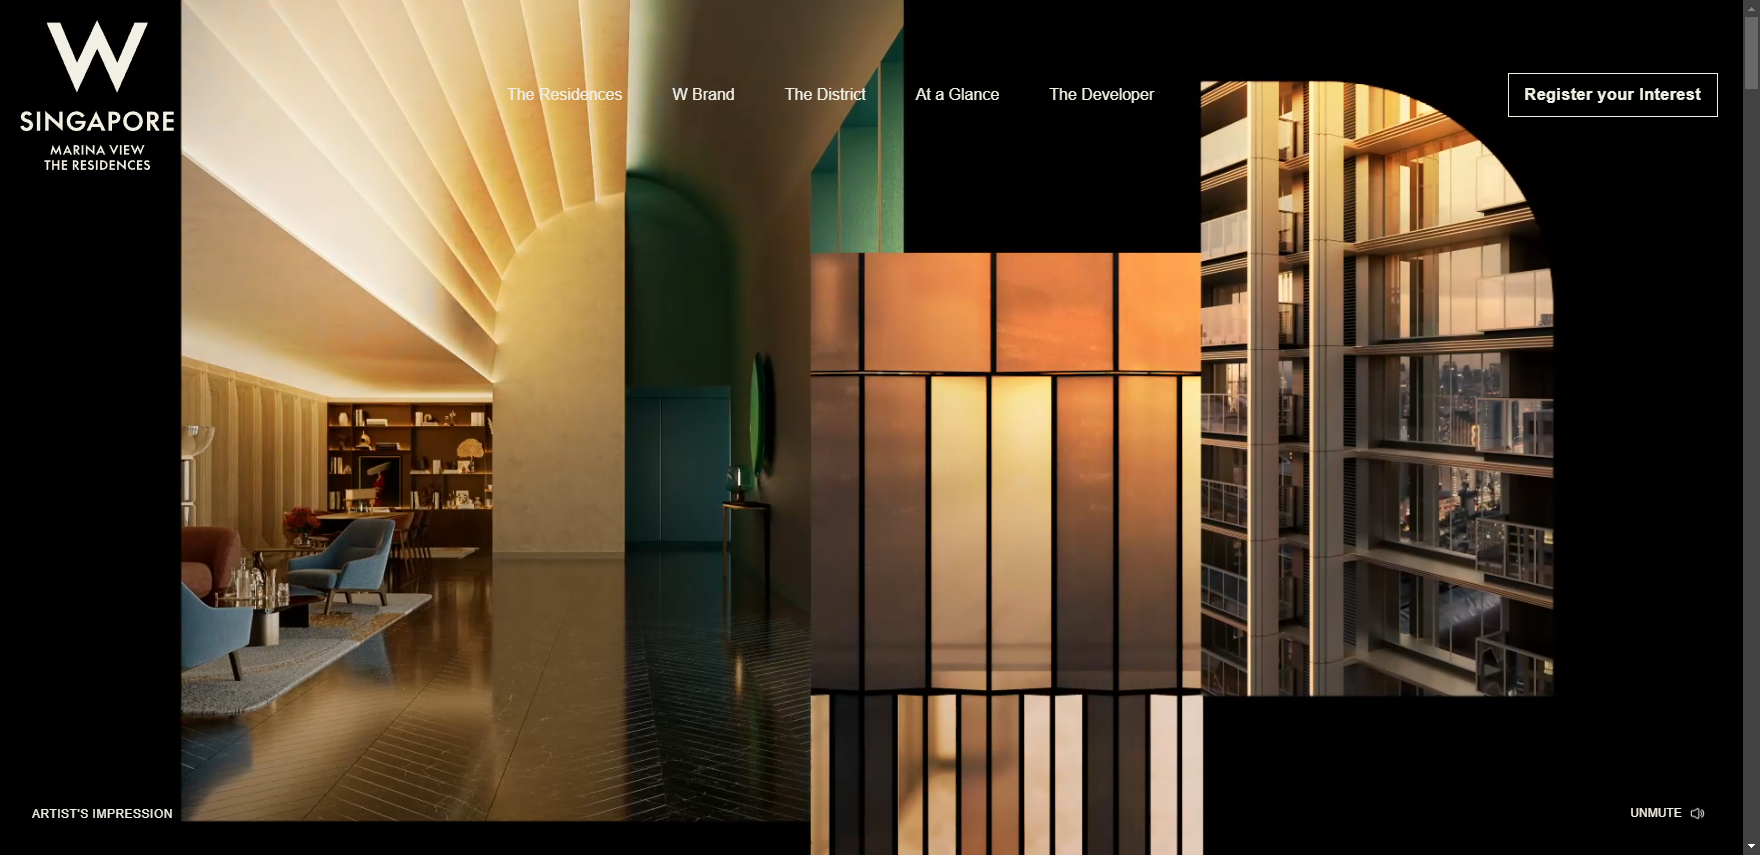 W
SINGAPORE
MARINA VIEW
THE RESIDENCES
The Residences
W Brand
The District
At a Glance
The Developer
Register your Interest
ARTIST'S IMPRESSION
UNMUTE